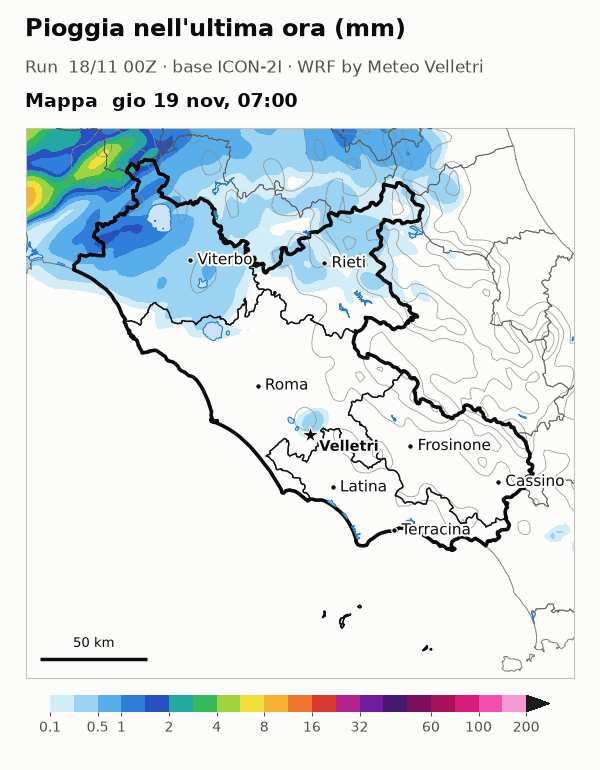 Pioggia nell'ultima ora (mm)
Run 18/11 00Z · base ICON-2I · WRF by Meteo Velletri
Mappa gio 19 nov, 07:00
Viterbo
Rieti
Roma
Velletri
Frosinone
Latina
Cassino
Terracina
50 km
0.1 0.5 1 2 4 8 16 32 60 100 200